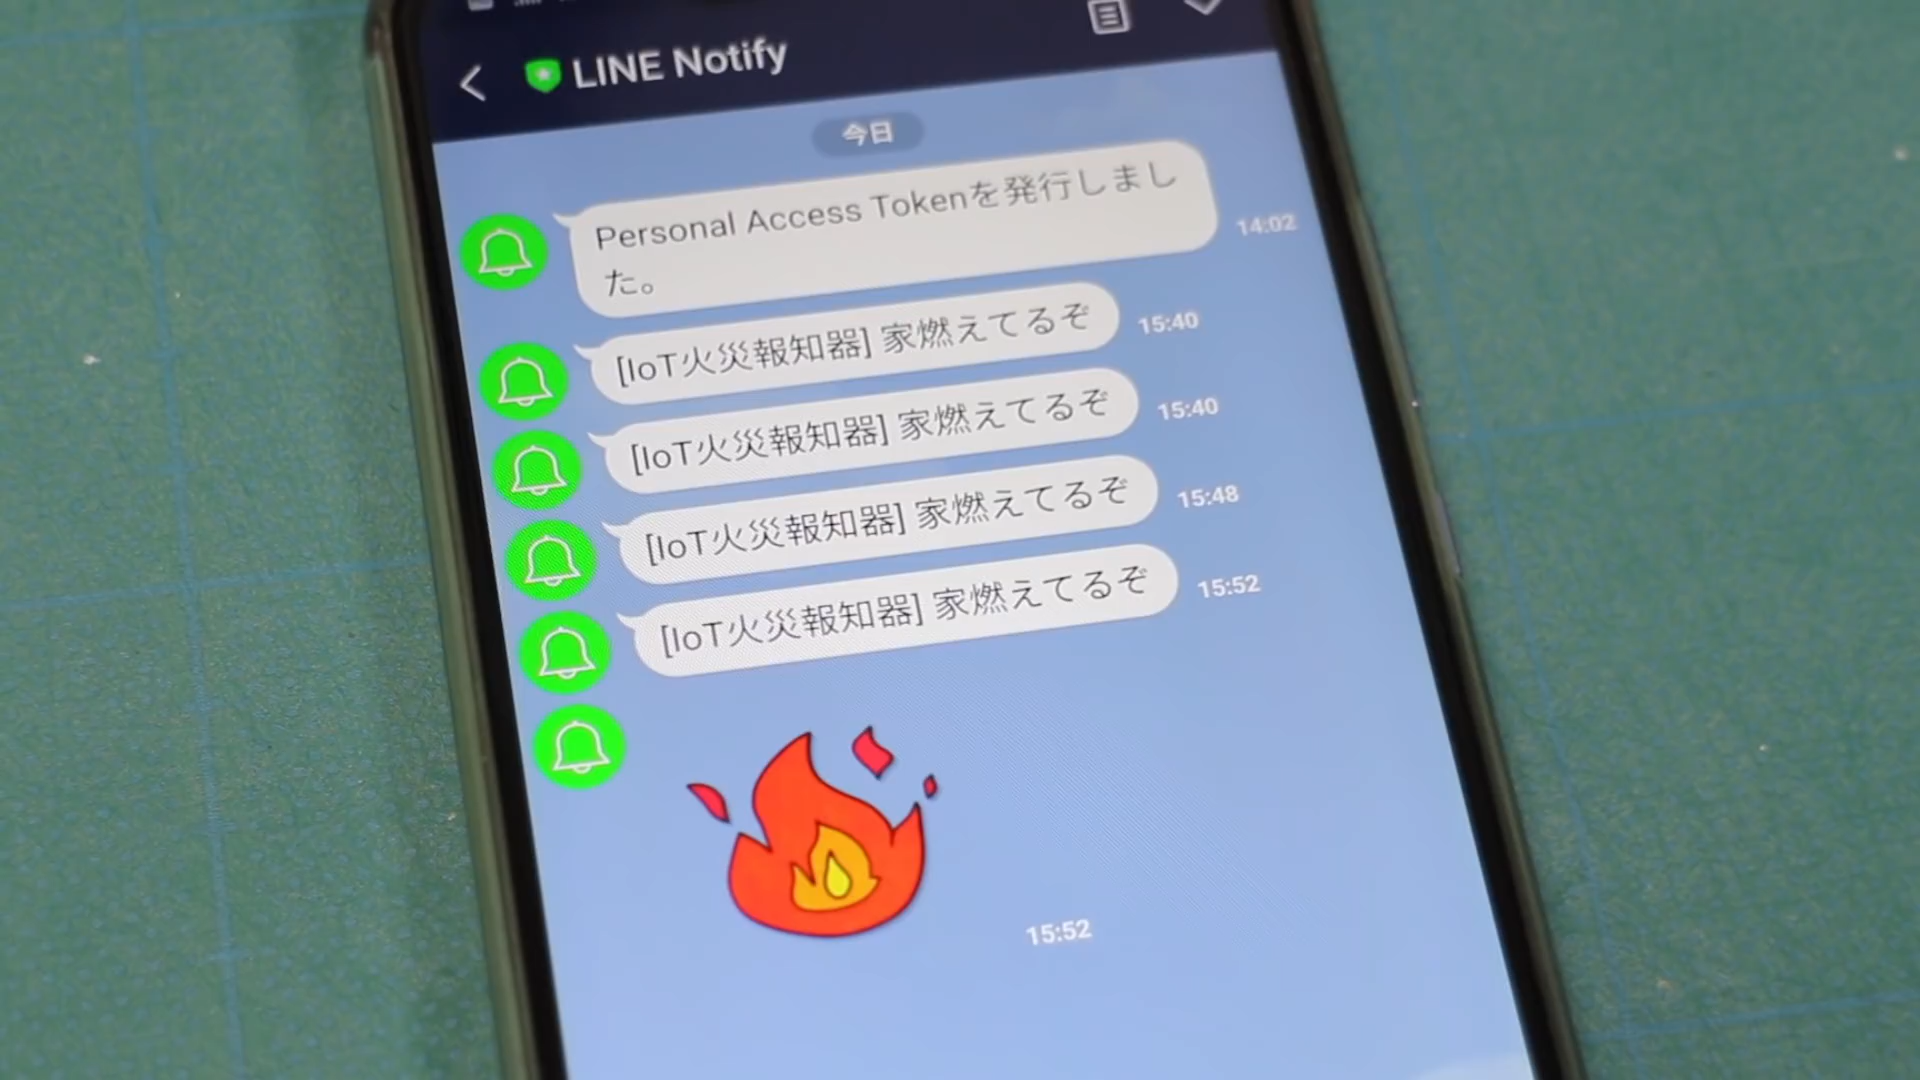 LINE Notify
今日
Personal Access Tokenを発行しまし
た。
14:02
[IoT火災報知器] 家燃えてるぞ
15:40
[IoT火災報知器] 家燃えてるぞ
15:40
[IoT火災報知器] 家燃えてるぞ
15:48
[IoT火災報知器] 家燃えてるぞ
15:52
15:52